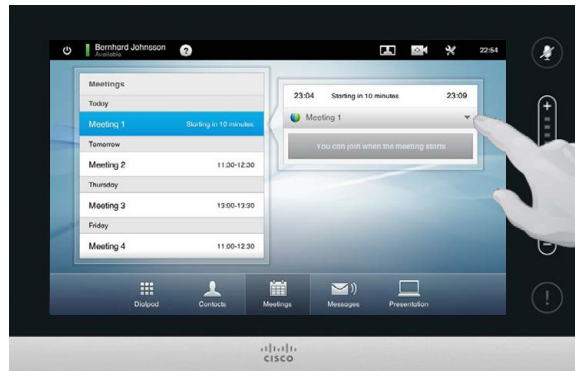 Bernhard Johnsson
Available
?
22:54
Meetings
Today
Meeting 1 Starting in 10 minutes
Tomorrow
Meeting 2 11:30-12:30
Thursday
Meeting 3 13:00-13:30
Friday
Meeting 4 11:00-12:30
23:04 Starting in 10 minutes 23:09
Meeting 1
You can join when the meeting starts
Dialpad Contacts Meetings Messages Presentation
+
-
!
cisco